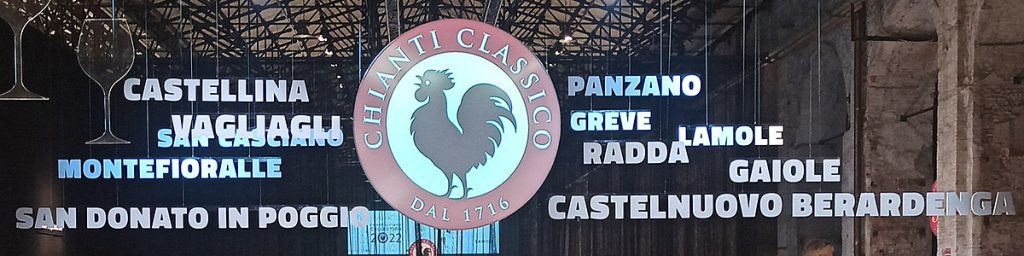 CASTELLINA
VAGLIAGLI
SAN CASCIANO
MONTEFIORALLE
SAN DONATO IN POGGIO
CHIANTI CLASSICO
DAL 1716
PANZANO
GREVE
LAMOLE
RADDA
GAIOLE
CASTELNUOVO BERARDENGA
2022